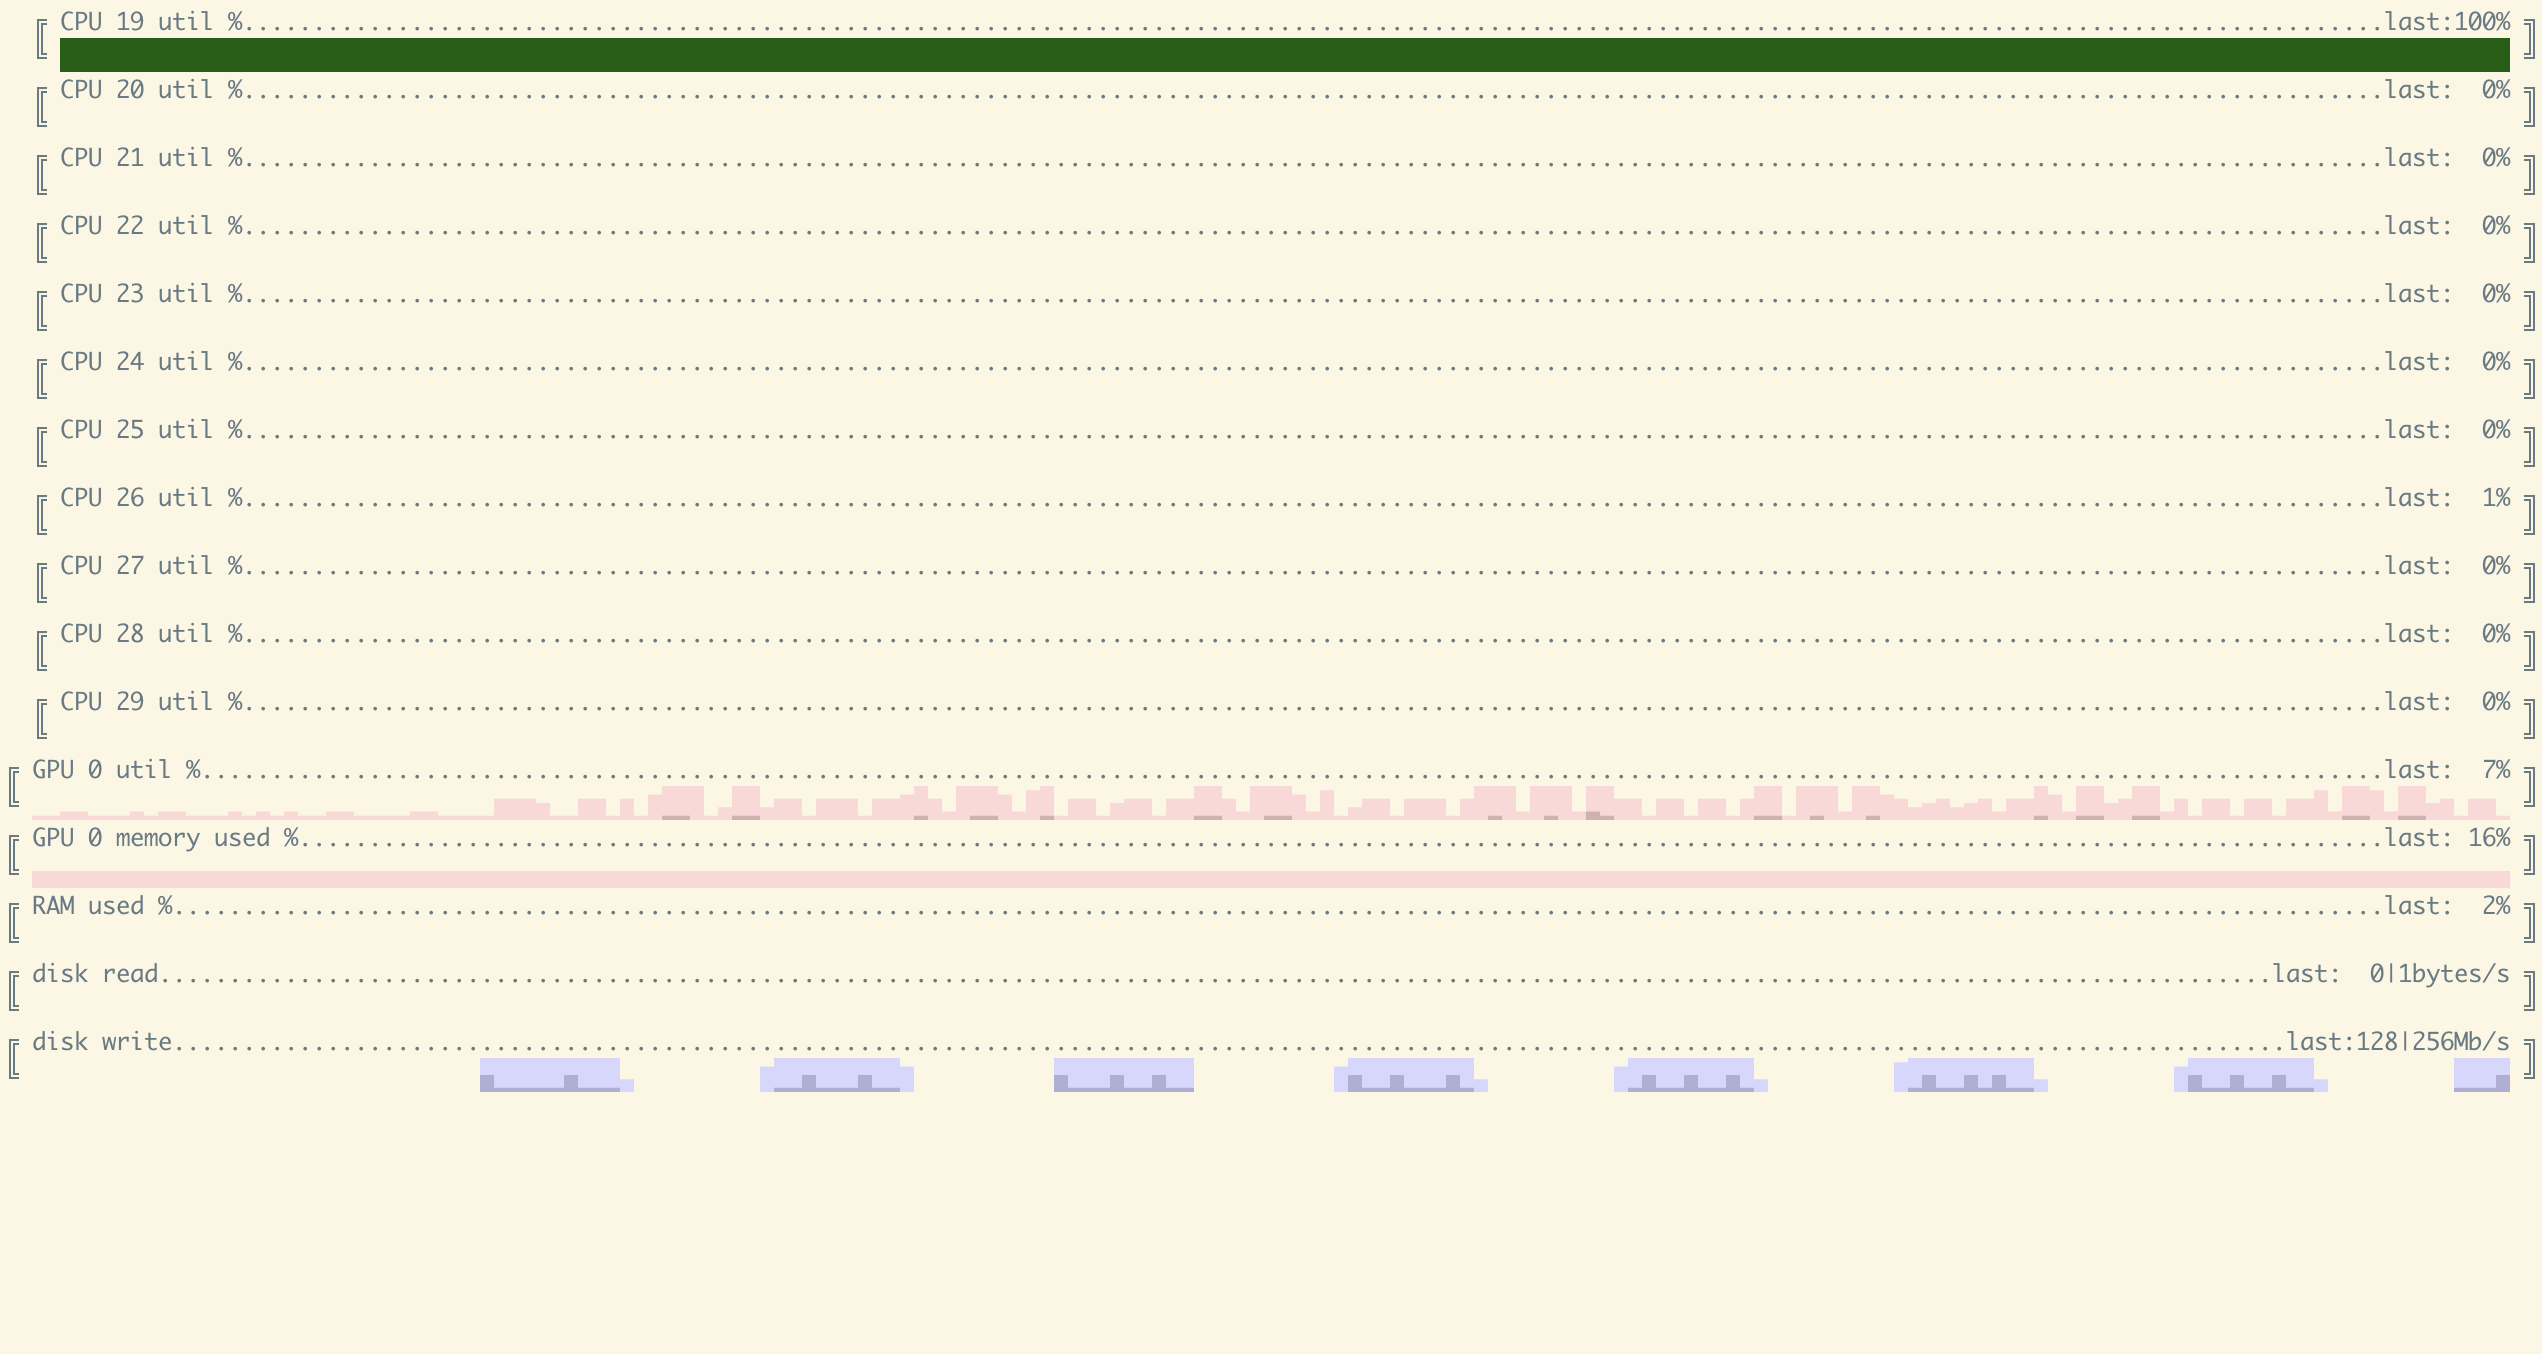 CPU 19 util %..........last:100%
CPU 20 util %..........last:  0%
CPU 21 util %..........last:  0%
CPU 22 util %..........last:  0%
CPU 23 util %..........last:  0%
CPU 24 util %..........last:  0%
CPU 25 util %..........last:  0%
CPU 26 util %..........last:  1%
CPU 27 util %..........last:  0%
CPU 28 util %..........last:  0%
CPU 29 util %..........last:  0%
GPU 0 util %..........last:  7%
GPU 0 memory used %..........last: 16%
RAM used %..........last:  2%
disk read..........last:  0|1bytes/s
disk write..........last:128|256Mb/s